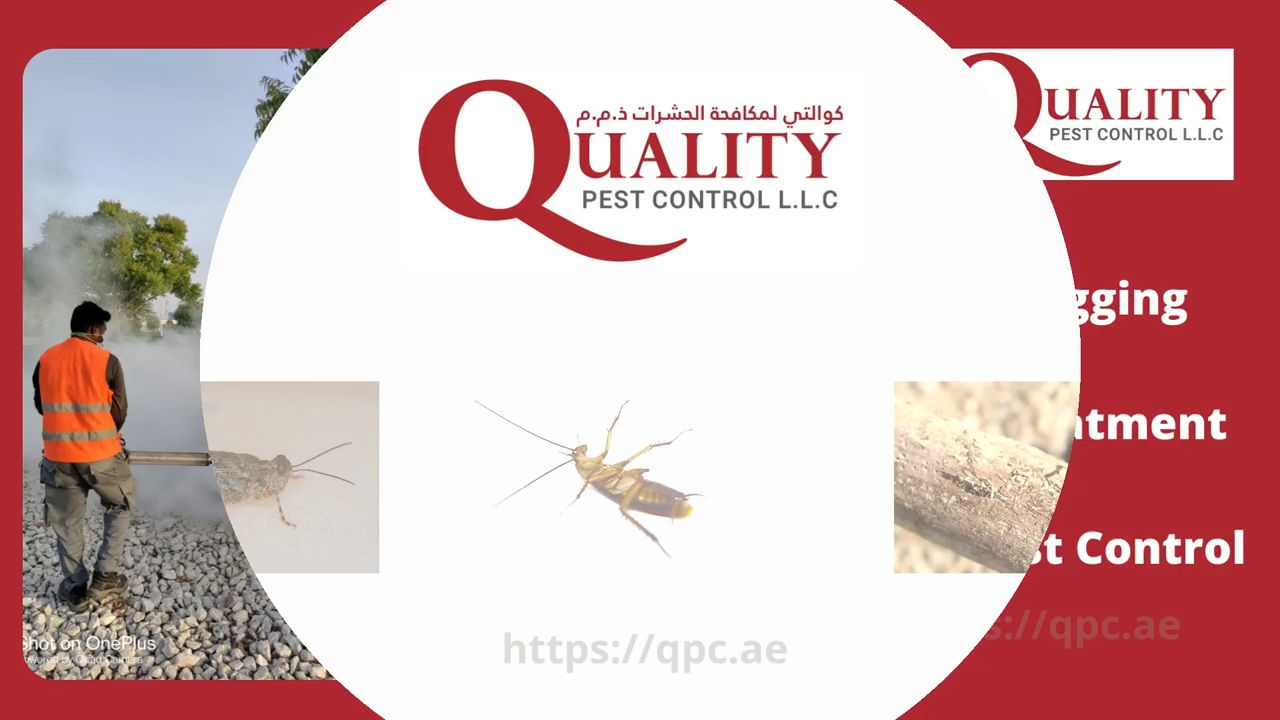 كوالتي لمكافحة الحشرات ذ.م.م
QUALITY
PEST CONTROL L.L.C
https://qpc.ae
QUALITY
PEST CONTROL L.L.C
gging
tment
st Control
s://qpc.ae
Shot on OnePlus